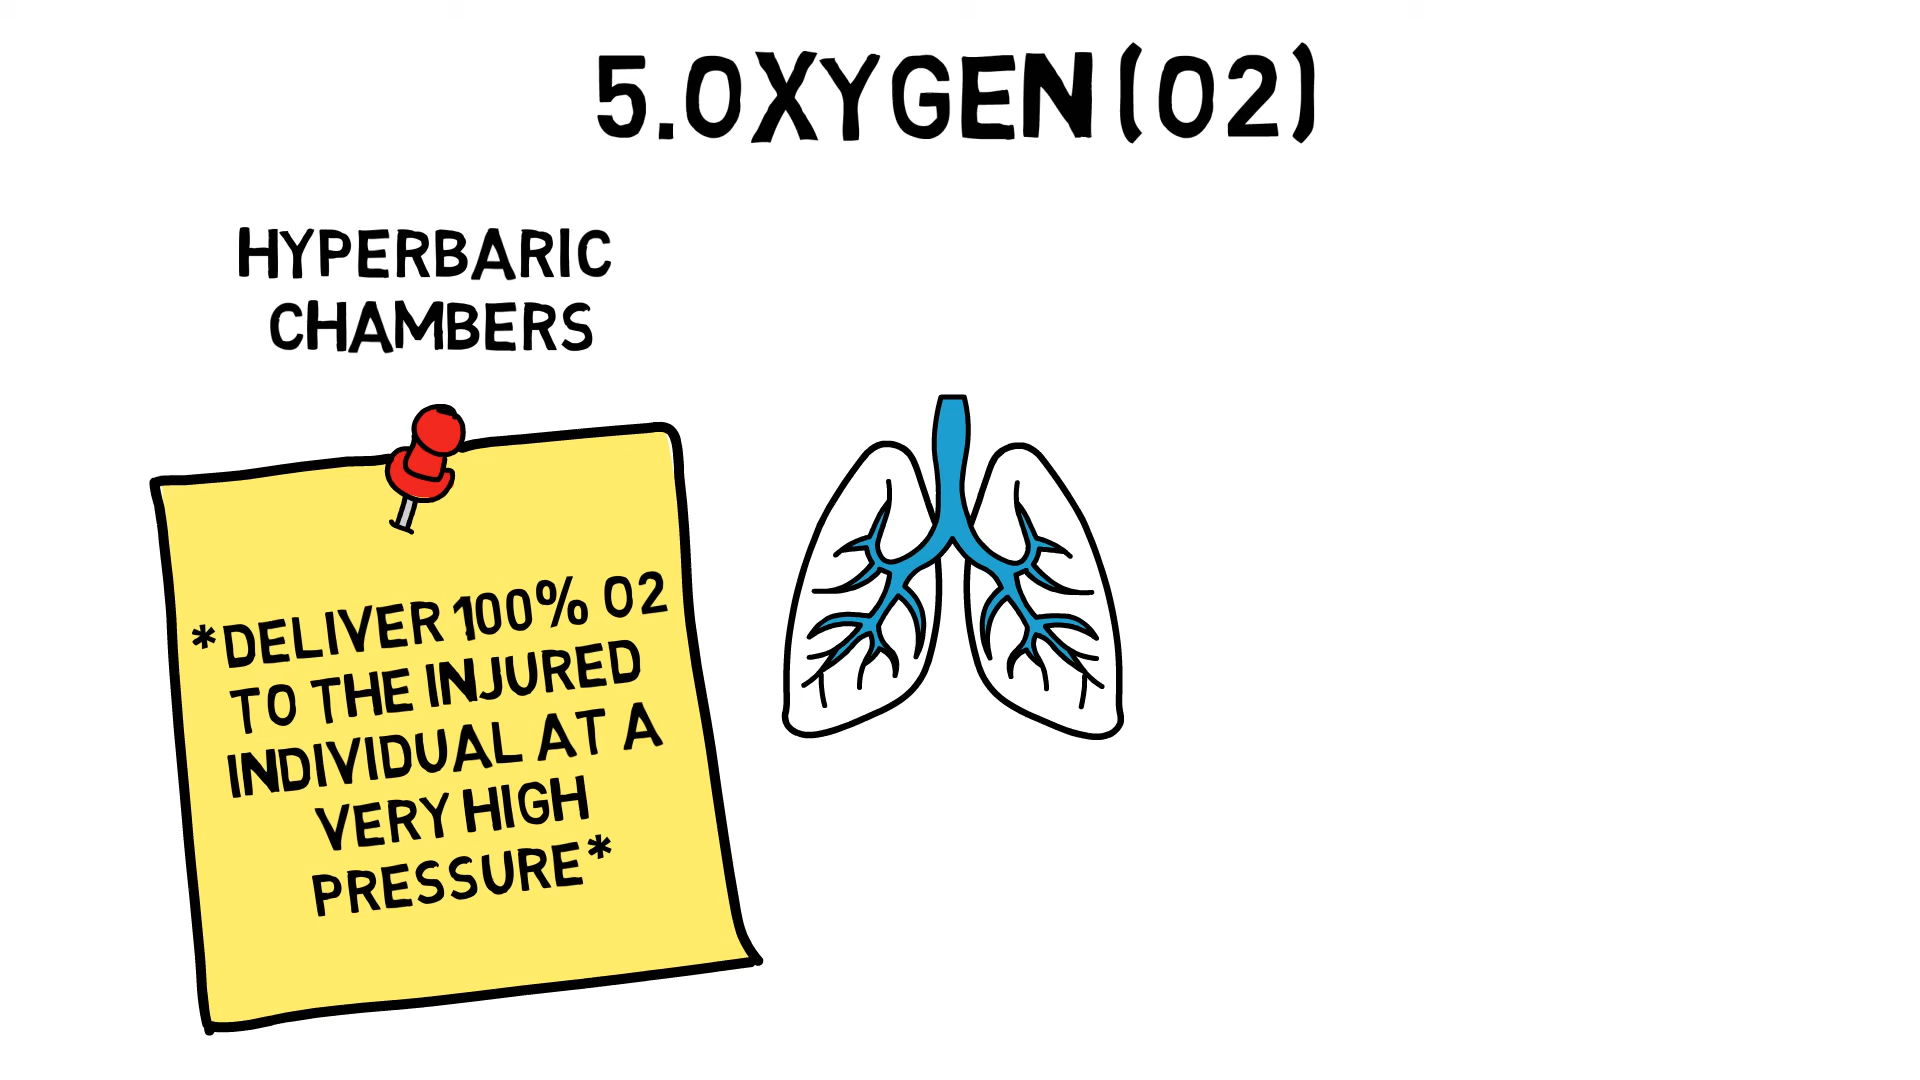 5.OXYGEN (O2)
HYPERBARIC
CHAMBERS
*DELIVER 100% O2
TO THE INJURED
INDIVIDUAL AT A
VERY HIGH
PRESSURE*